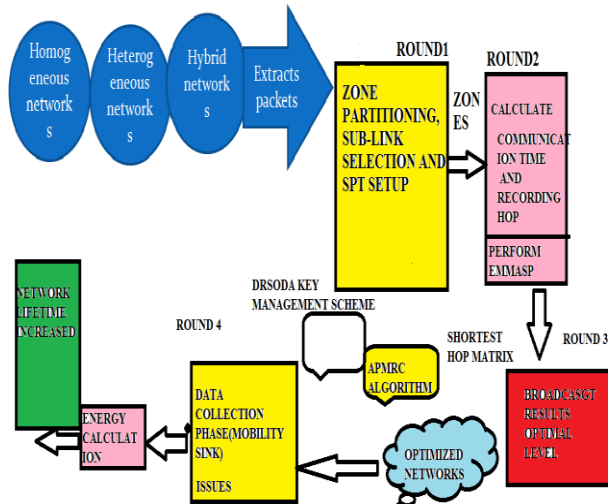 Homog
eneous
network
s
Heterog
eneous
network
s
Hybrid
network
s
Extracts
packets
ROUND1
ZONE
PARTITIONING,
SUB-LINK
SELECTION AND
SPT SETUP
ZON
ES
ROUND2
CALCULATE
COMMUNICAT
ION TIME
AND
RECORDING
HOP
PERFORM
EMMASP
ROUND 3
SHORTEST
HOP MATRIX
BROADCASGT
RESULTS
OPTIMAL
LEVEL
OPTIMIZED
NETWORKS
DRSODA KEY
MANAGEMENT SCHEME
APMRC
ALGORITHM
ROUND 4
DATA
COLLECTION
PHASE(MOBILITY
SINK)
ISSUES
ENERGY
CALCULAT
ION
NETWORK
LIFETIME
INCREASED